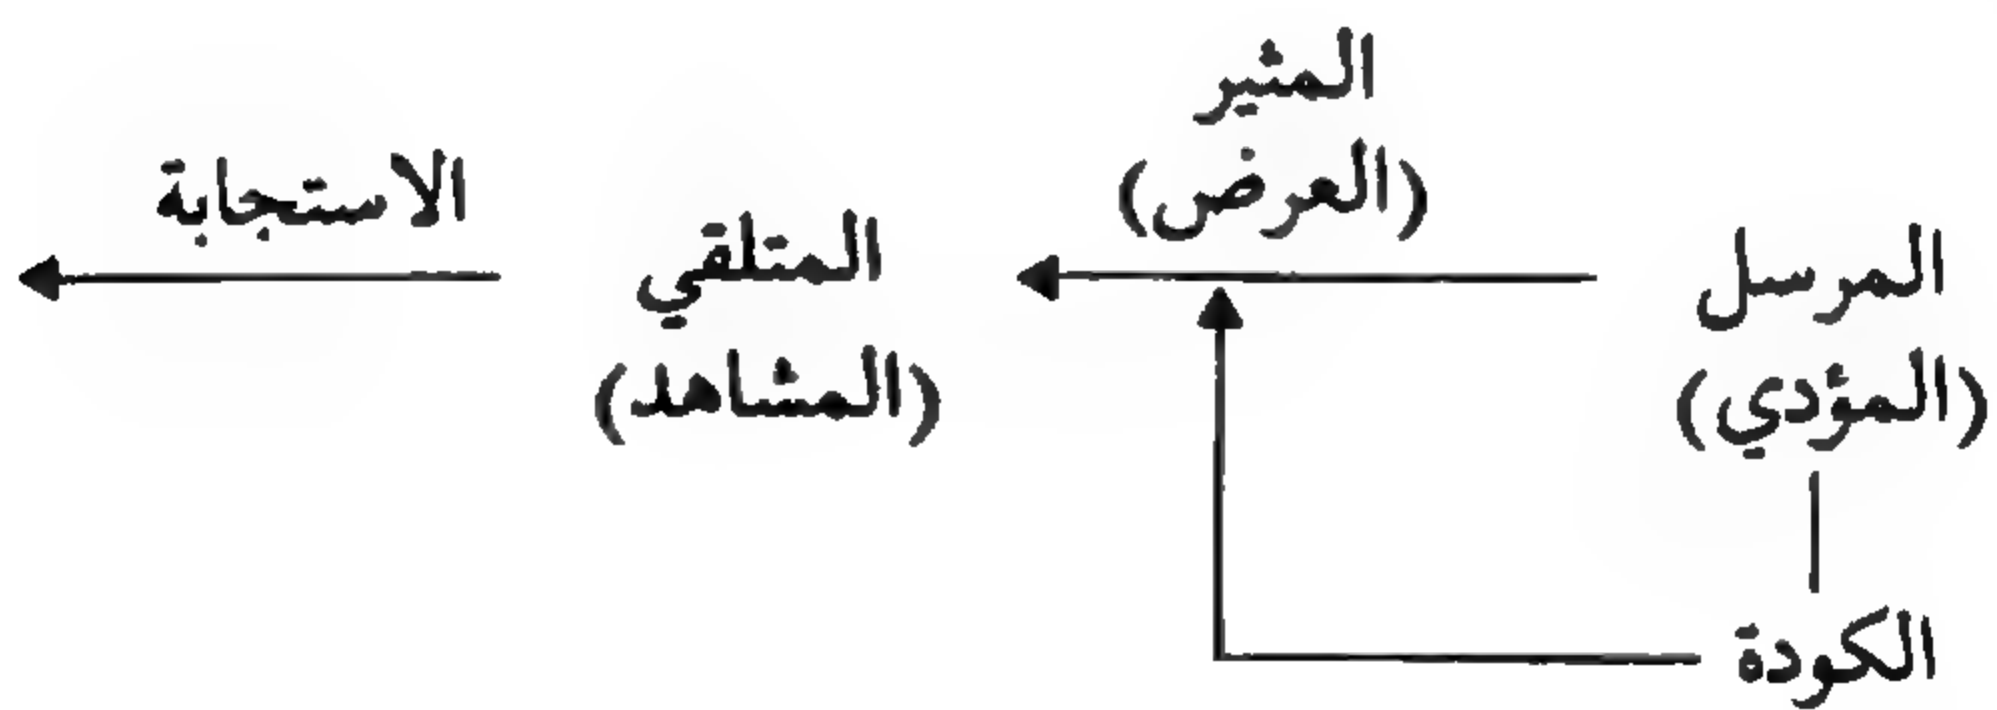 المثير
(العرض)
المرسل
(المؤدي)
الكودة
المتلقي
(المشاهد)
الاستجابة